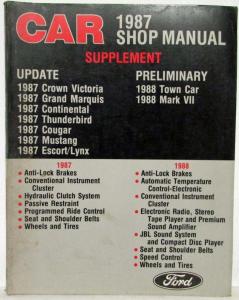 CAR 1987
SHOP MANUAL
SUPPLEMENT
UPDATE
1987 Crown Victoria
1987 Grand Marquis
1987 Continental
1987 Thunderbird
1987 Cougar
1987 Mustang
1987 Escort/Lynx
PRELIMINARY
1988 Town Car
1988 Mark VII
1987
• Anti-Lock Brakes
• Conventional Instrument
Cluster
• Hydraulic Clutch System
• Passive Restraint
• Programmed Ride Control
• Seat and Shoulder Belts
• Wheels and Tires
1988
• Anti-Lock Brakes
• Automatic Temperature
Control-Electronic
• Conventional Instrument
Cluster
• Electronic Radio, Stereo
Tape Player and Premium
Sound Amplifier
• JBL Sound System
and Compact Disc Player
• Seat and Shoulder Belts
• Speed Control
• Wheels and Tires
Ford